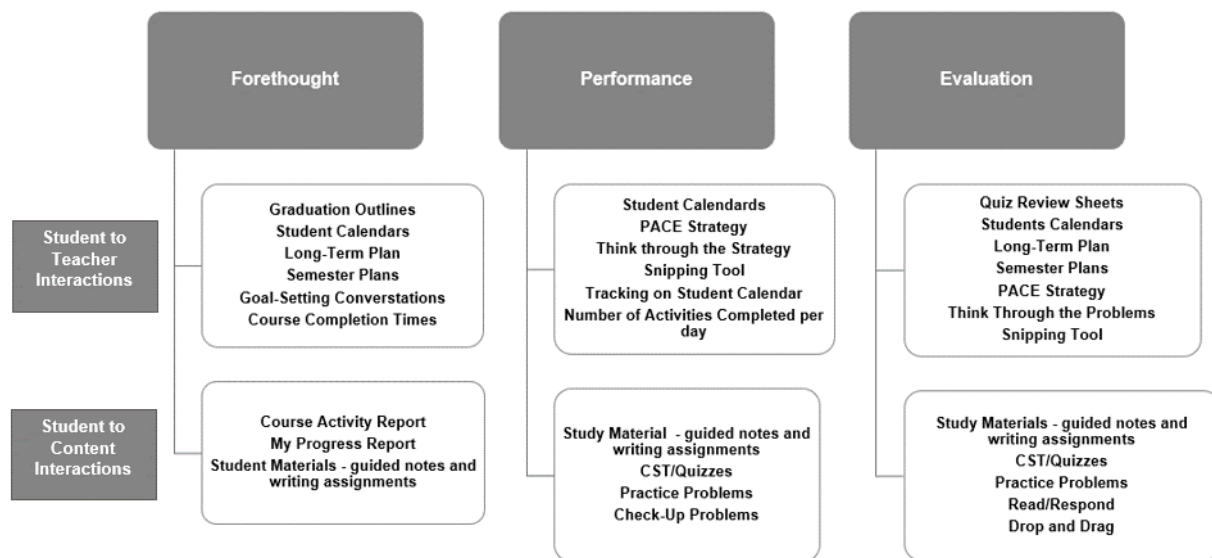 Forethought
Performance
Evaluation
Student to
Teacher
Interactions
Graduation Outlines
Student Calendars
Long-Term Plan
Semester Plans
Goal-Setting Converstations
Course Completion Times
Student Calendards
PACE Strategy
Think through the Strategy
Snipping Tool
Tracking on Student Calendar
Number of Activities Completed per
day
Quiz Review Sheets
Students Calendars
Long-Term Plan
Semester Plans
PACE Strategy
Think Through the Problems
Snipping Tool
Student to
Content
Interactions
Course Activity Report
My Progress Report
Student Materials - guided notes and
writing assignments
Study Material - guided notes and
writing assignments
CST/Quizzes
Practice Problems
Check-Up Problems
Study Materials - guided notes and
writing assignments
CST/Quizzes
Practice Problems
Read/Respond
Drop and Drag